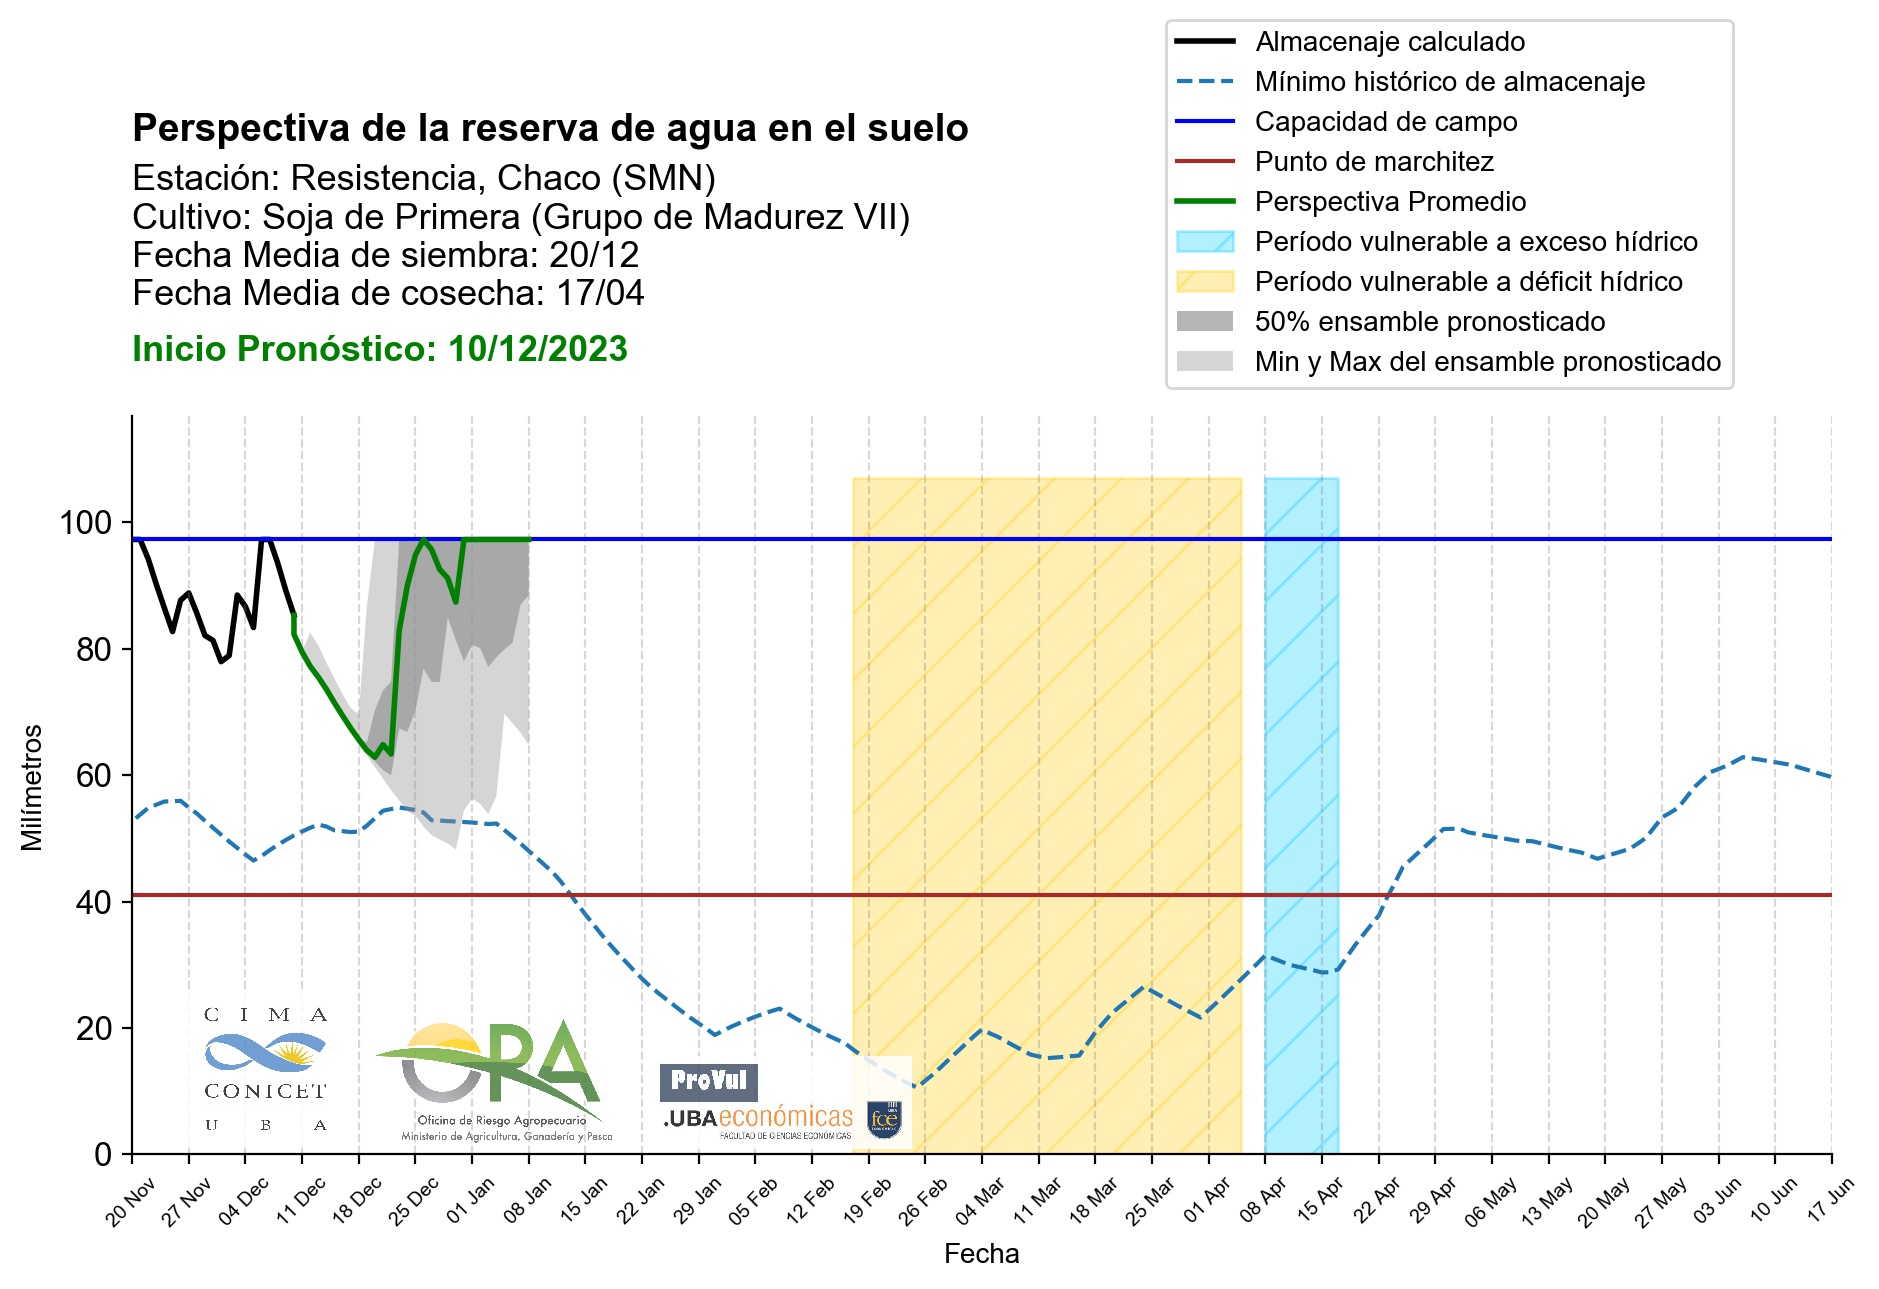 Almacenaje calculado
Mínimo histórico de almacenaje
Capacidad de campo
Punto de marchitez
Perspectiva Promedio
Período vulnerable a exceso hídrico
Período vulnerable a déficit hídrico
50% ensamble pronosticado
Min y Max del ensamble pronosticado
Perspectiva de la reserva de agua en el suelo
Estación: Resistencia, Chaco (SMN)
Cultivo: Soja de Primera (Grupo de Madurez VII)
Fecha Media de siembra: 20/12
Fecha Media de cosecha: 17/04
Inicio Pronóstico: 10/12/2023
Milímetros
100
80
60
40
20
0
CIMA
CONICET
UBA
ORA
Oficina de Riesgo Agropecuario
Ministerio de Agricultura, Ganadería y Pesca
ProVul
.UBAeconómicas
FACULTAD DE CIENCIAS ECONÓMICAS
UBA
fce
ECONÓMICAS
20 Nov
27 Nov
04 Dec
11 Dec
18 Dec
25 Dec
01 Jan
08 Jan
15 Jan
22 Jan
29 Jan
05 Feb
12 Feb
19 Feb
26 Feb
04 Mar
11 Mar
18 Mar
25 Mar
01 Apr
08 Apr
15 Apr
22 Apr
29 Apr
06 May
13 May
20 May
27 May
03 Jun
10 Jun
17 Jun
Fecha